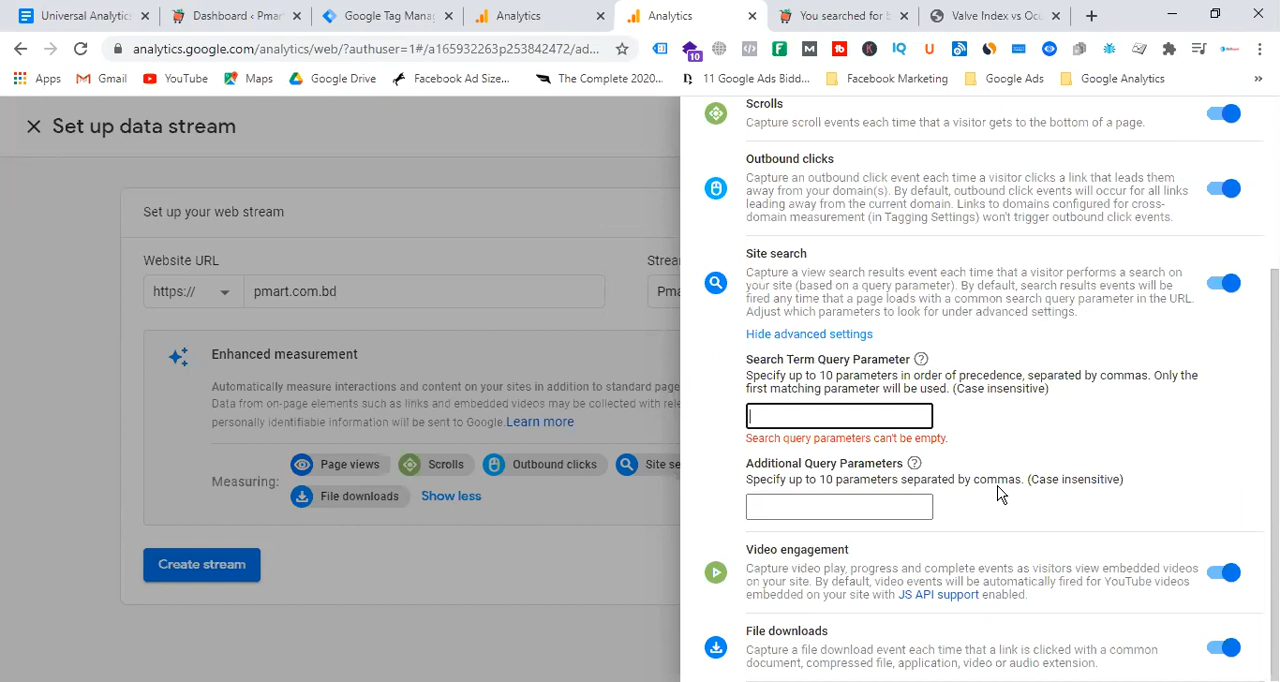 Universal Analytic
Dashboard ‹ Pmar
Google Tag Mana
Analytics
Analytics
You searched for b
Valve Index vs Ocu
analytics.google.com/analytics/web/?authuser=1#/a165932263p253842472/ad...
10
Apps
Gmail
YouTube
Maps
Google Drive
Facebook Ad Size...
The Complete 2020...
11 Google Ads Bidd...
Facebook Marketing
Google Ads
Google Analytics
»
Set up data stream
Set up your web stream
Website URL
Strea
https://
pmart.com.bd
Pma
Enhanced measurement
Automatically measure interactions and content on your sites in addition to standard page
Data from on-page elements such as links and embedded videos may be collected with rele
personally identifiable information will be sent to Google. Learn more
Measuring:
Page views
Scrolls
Outbound clicks
Site se
File downloads
Show less
Create stream
Scrolls
Capture scroll events each time that a visitor gets to the bottom of a page.
Outbound clicks
Capture an outbound click event each time a visitor clicks a link that leads them
away from your domain(s). By default, outbound click events will occur for all links
leading away from the current domain. Links to domains configured for cross-
domain measurement (in Tagging Settings) won't trigger outbound click events.
Site search
Capture a view search results event each time that a visitor performs a search on
your site (based on a query parameter). By default, search results events will be
fired any time that a page loads with a common search query parameter in the URL.
Adjust which parameters to look for under advanced settings.
Hide advanced settings
Search Term Query Parameter
Specify up to 10 parameters in order of precedence, separated by commas. Only the
first matching parameter will be used. (Case insensitive)
Search query parameters can't be empty.
Additional Query Parameters
Specify up to 10 parameters separated by commas. (Case insensitive)
Video engagement
Capture video play, progress and complete events as visitors view embedded videos
on your site. By default, video events will be automatically fired for YouTube videos
embedded on your site with JS API support enabled.
File downloads
Capture a file download event each time that a link is clicked with a common
document, compressed file, application, video or audio extension.